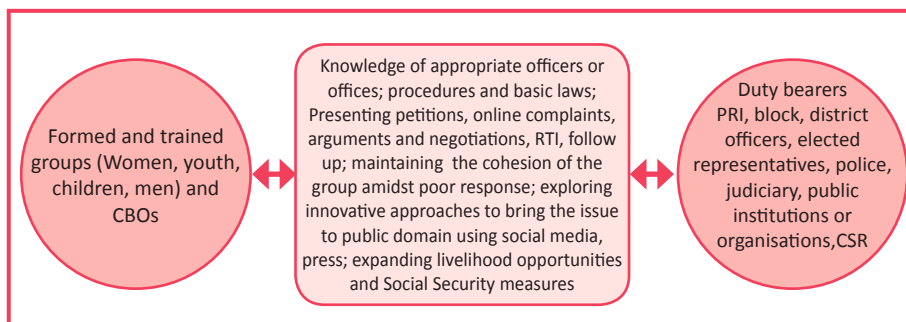 Formed and trained
groups (Women, youth,
children, men) and
CBOs
Knowledge of appropriate officers or
offices; procedures and basic laws;
Presenting petitions, online complaints,
arguments and negotiations, RTI, follow
up; maintaining the cohesion of the
group amidst poor response; exploring
innovative approaches to bring the issue
to public domain using social media,
press; expanding livelihood opportunities
and Social Security measures
Duty bearers
PRI, block, district
officers, elected
representatives, police,
judiciary, public
institutions or
organisations,CSR